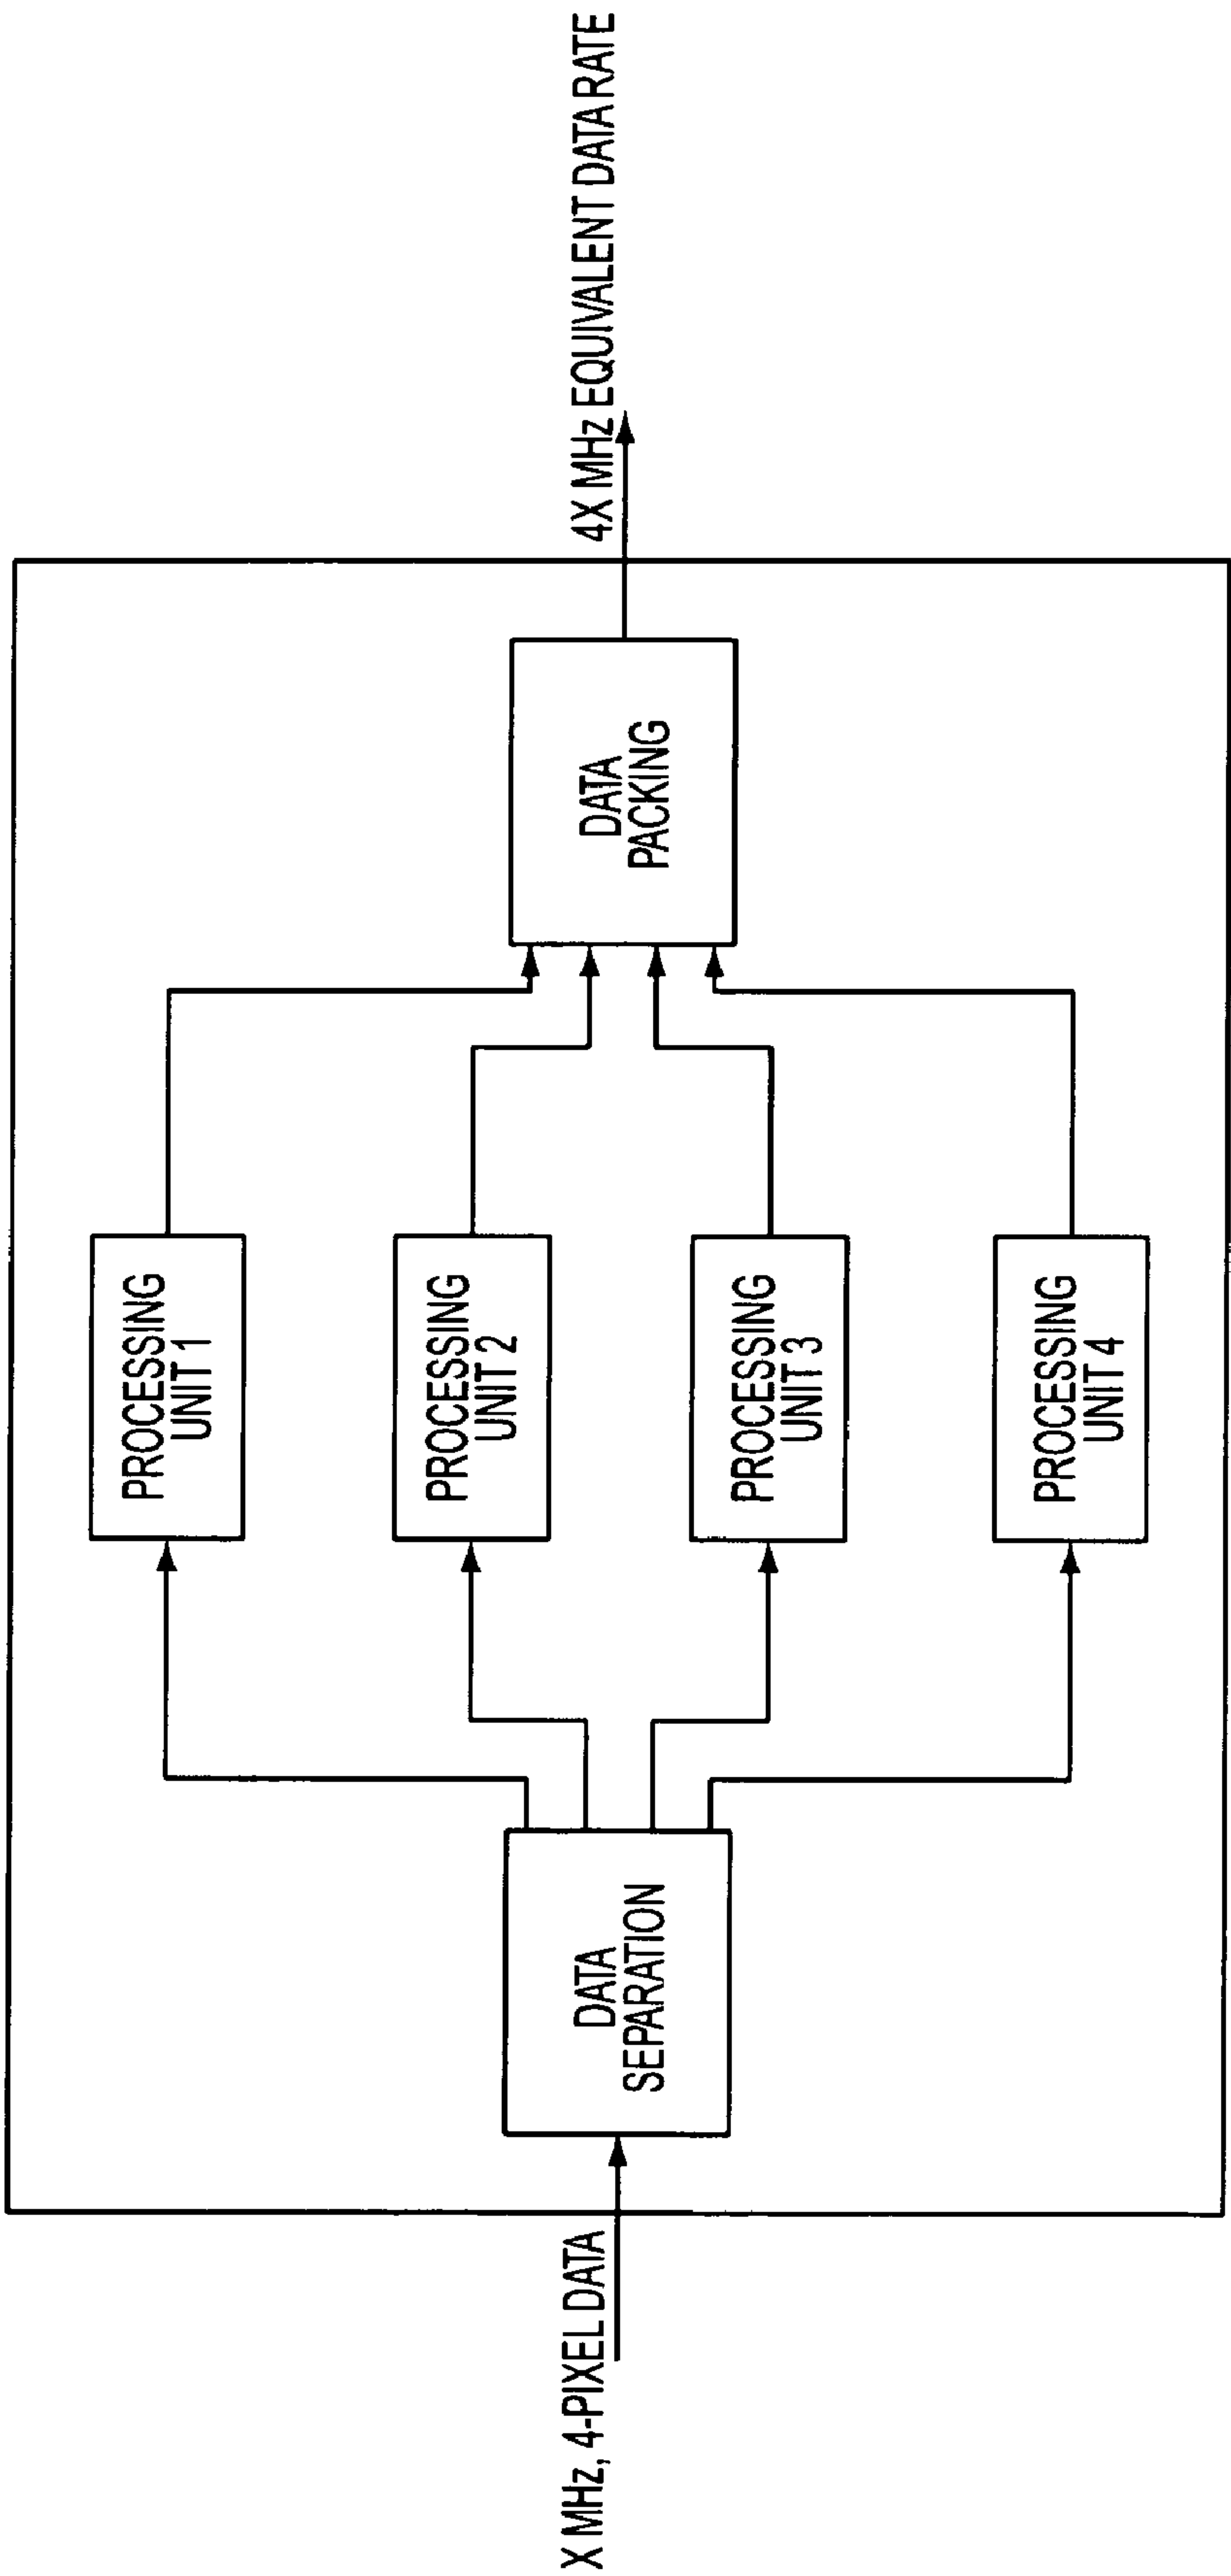 X MHz, 4-PIXEL DATA
DATA
SEPARATION
PROCESSING
UNIT 1
PROCESSING
UNIT 2
PROCESSING
UNIT 3
PROCESSING
UNIT 4
DATA
PACKING
4X MHz EQUIVALENT DATA RATE